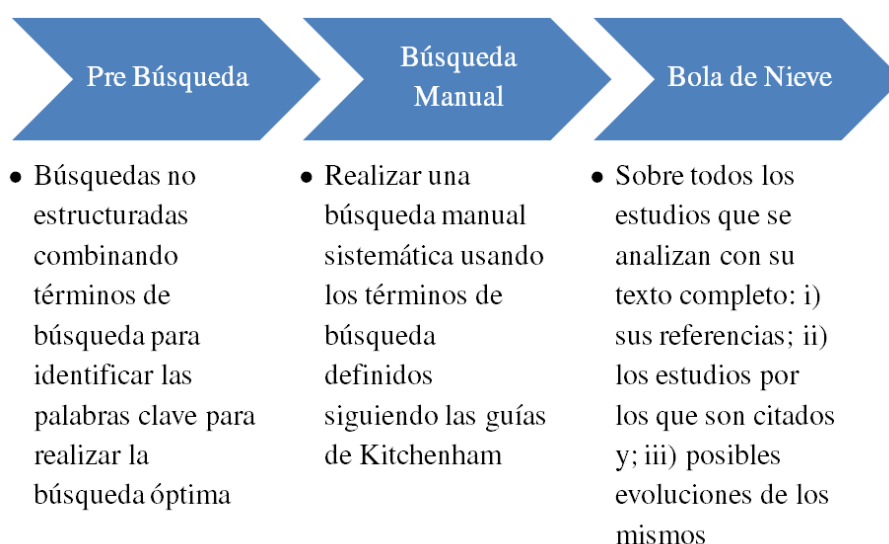 Pre Búsqueda
Búsqueda
Manual
Bola de Nieve
● Búsquedas no
estructuradas
combinando
términos de
búsqueda para
identificar las
palabras clave para
realizar la
búsqueda óptima
● Realizar una
búsqueda manual
sistemática usando
los términos de
búsqueda
definidos
siguiendo las guías
de Kitchenham
● Sobre todos los
estudios que se
analizan con su
texto completo: i)
sus referencias; ii)
los estudios por
los que son citados
y; iii) posibles
evoluciones de los
mismos